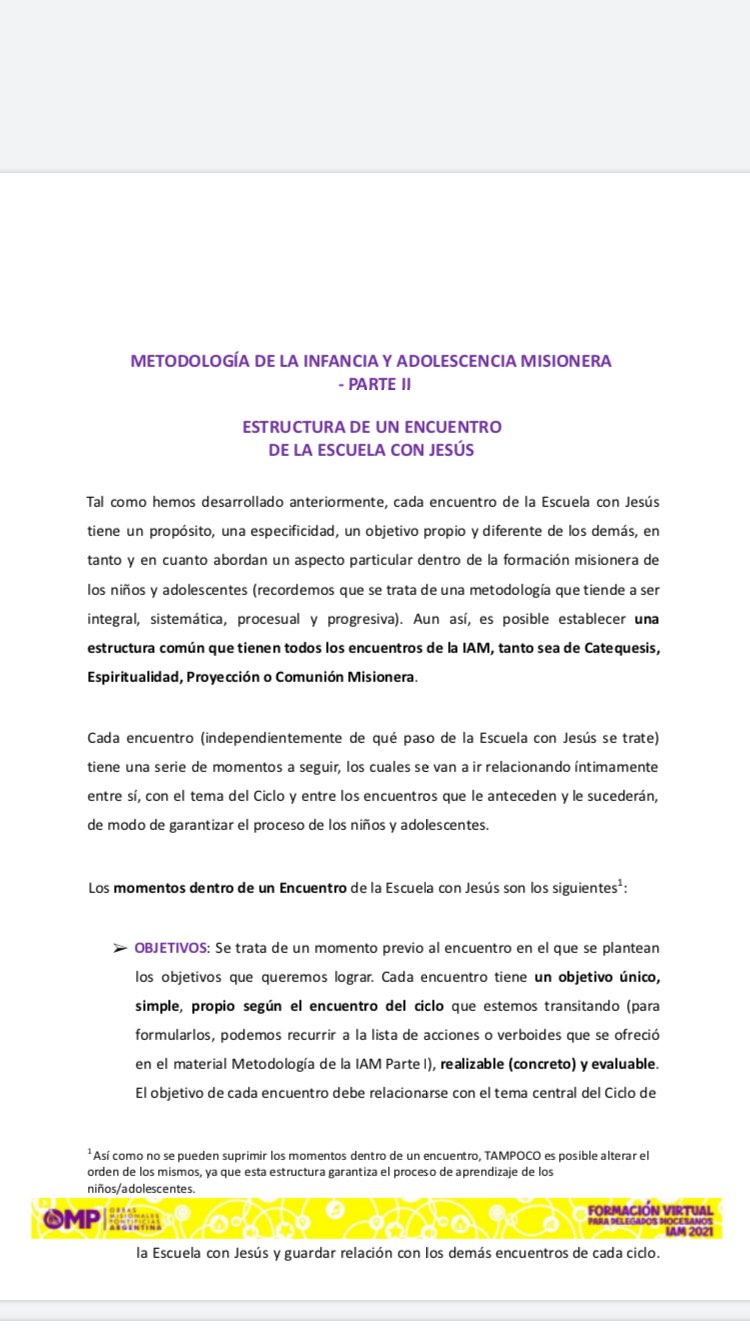 METODOLOGÍA DE LA INFANCIA Y ADOLESCENCIA MISIONERA
- PARTE II
ESTRUCTURA DE UN ENCUENTRO
DE LA ESCUELA CON JESÚS
Tal como hemos desarrollado anteriormente, cada encuentro de la Escuela con Jesús
tiene un propósito, una especificidad, un objetivo propio y diferente de los demás, en
tanto y en cuanto abordan un aspecto particular dentro de la formación misionera de
los niños y adolescentes (recordemos que se trata de una metodología que tiende a ser
integral, sistemática, procesual y progresiva). Aun así, es posible establecer una
estructura común que tienen todos los encuentros de la IAM, tanto sea de Catequesis,
Espiritualidad, Proyección o Comunión Misionera.
Cada encuentro (independientemente de qué paso de la Escuela con Jesús se trate)
tiene una serie de momentos a seguir, los cuales se van a ir relacionando íntimamente
entre sí, con el tema del Ciclo y entre los encuentros que le anteceden y le sucederán,
de modo de garantizar el proceso de los niños y adolescentes.
Los momentos dentro de un Encuentro de la Escuela con Jesús son los siguientes¹:
➢ OBJETIVOS: Se trata de un momento previo al encuentro en el que se plantean
los objetivos que queremos lograr. Cada encuentro tiene un objetivo único,
simple, propio según el encuentro del ciclo que estemos transitando (para
formularlos, podemos recurrir a la lista de acciones o verboides que se ofreció
en el material Metodología de la IAM Parte I), realizable (concreto) y evaluable.
El objetivo de cada encuentro debe relacionarse con el tema central del Ciclo de
¹ Así como no se pueden suprimir los momentos dentro de un encuentro, TAMPOCO es posible alterar el
orden de los mismos, ya que esta estructura garantiza el proceso de aprendizaje de los
niños/adolescentes.
OMP
OBRAS
MISIONALES
PONTIFICIAS
ARGENTINA
FORMACIÓN VIRTUAL
PARA DELEGADOS DIOCESANOS
IAM 2021
la Escuela con Jesús y guardar relación con los demás encuentros de cada ciclo.